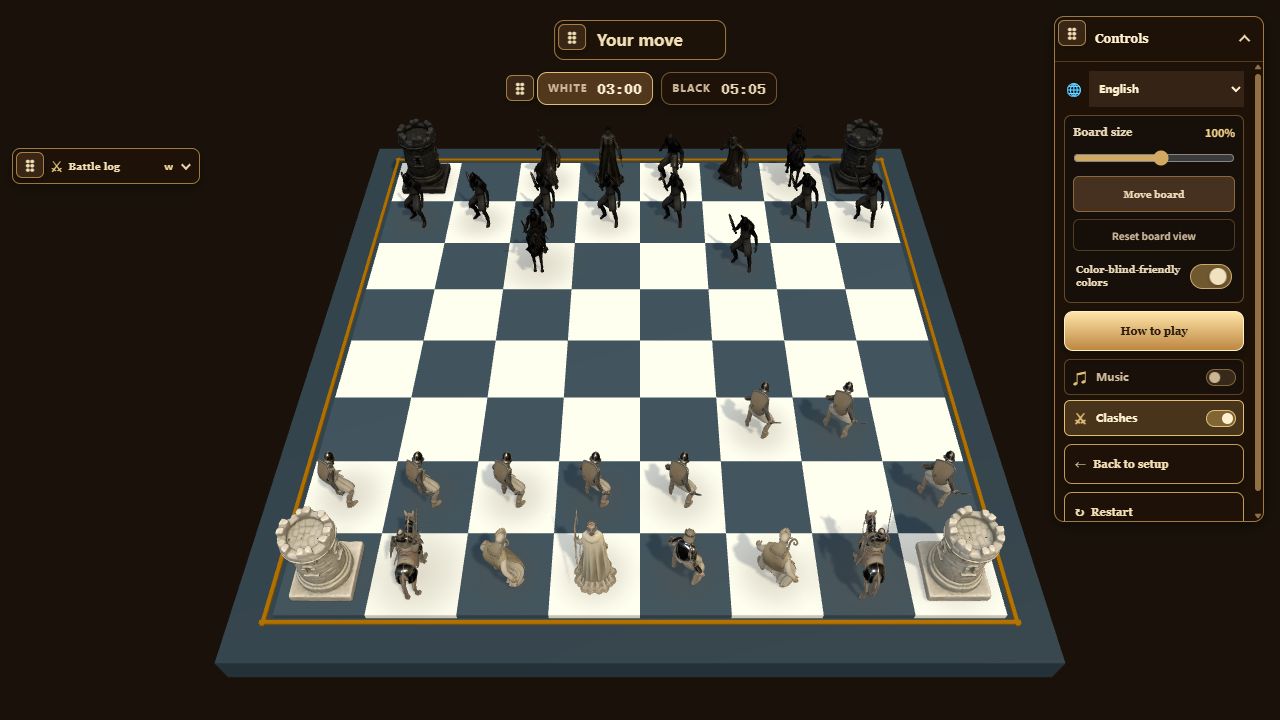 Your move
WHITE 03:00
BLACK 05:05
Battle log
w
Controls
English
Board size
100%
Move board
Reset board view
Color-blind-friendly
colors
How to play
Music
Clashes
← Back to setup
↻ Restart